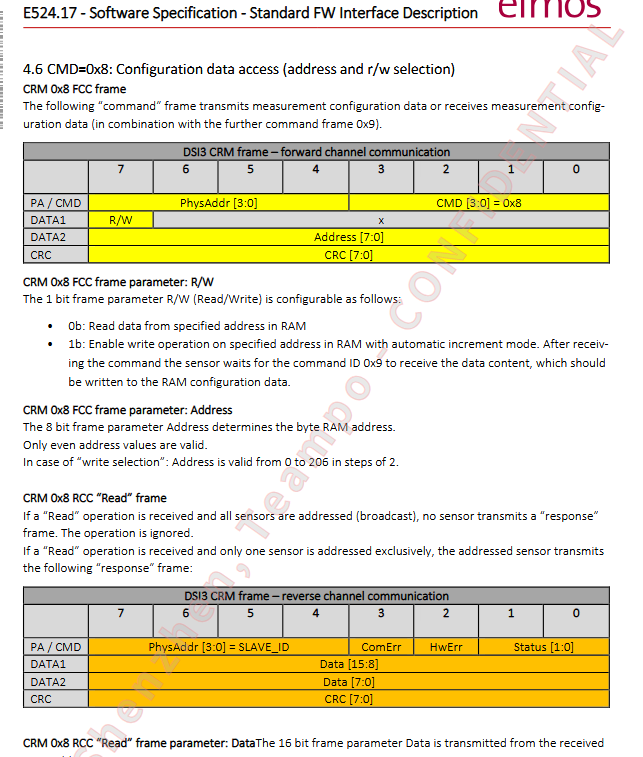 E524.17 - Software Specification - Standard FW Interface Description elmos
4.6 CMD=0x8: Configuration data access (address and r/w selection)
CRM 0x8 FCC frame
The following “command” frame transmits measurement configuration data or receives measurement config-
uration data (in combination with the further command frame 0x9).
DSI3 CRM frame – forward channel communication
7 6 5 4 3 2 1 0
PA / CMD PhysAddr [3:0] CMD [3:0] = 0x8
DATA1 R/W x
DATA2 Address [7:0]
CRC CRC [7:0]
CRM 0x8 FCC frame parameter: R/W
The 1 bit frame parameter R/W (Read/Write) is configurable as follows:
• 0b: Read data from specified address in RAM
• 1b: Enable write operation on specified address in RAM with automatic increment mode. After receiv-
ing the command the sensor waits for the command ID 0x9 to receive the data content, which should
be written to the RAM configuration data.
CRM 0x8 FCC frame parameter: Address
The 8 bit frame parameter Address determines the byte RAM address.
Only even address values are valid.
In case of “write selection”: Address is valid from 0 to 206 in steps of 2.
CRM 0x8 RCC “Read” frame
If a “Read” operation is received and all sensors are addressed (broadcast), no sensor transmits a “response”
frame. The operation is ignored.
If a “Read” operation is received and only one sensor is addressed exclusively, the addressed sensor transmits
the following “response” frame:
DSI3 CRM frame – reverse channel communication
7 6 5 4 3 2 1 0
PA / CMD PhysAddr [3:0] = SLAVE_ID ComErr HwErr Status [1:0]
DATA1 Data [15:8]
DATA2 Data [7:0]
CRC CRC [7:0]
CRM 0x8 RCC “Read” frame parameter: DataThe 16 bit frame parameter Data is transmitted from the received
Shenzhen, Teampo - CONFIDENTIAL